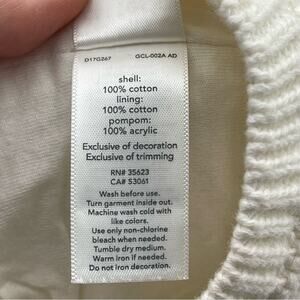 D17G267 GCL-002A AD
shell:
100% cotton
lining:
100% cotton
pompom:
100% acrylic
Exclusive of decoration
Exclusive of trimming
RN# 35623
CA# 53061
Wash before use.
Turn garment inside out.
Machine wash cold with
like colors.
Use only non-chlorine
bleach when needed.
Tumble dry medium.
Warm iron if needed.
Do not iron decoration.